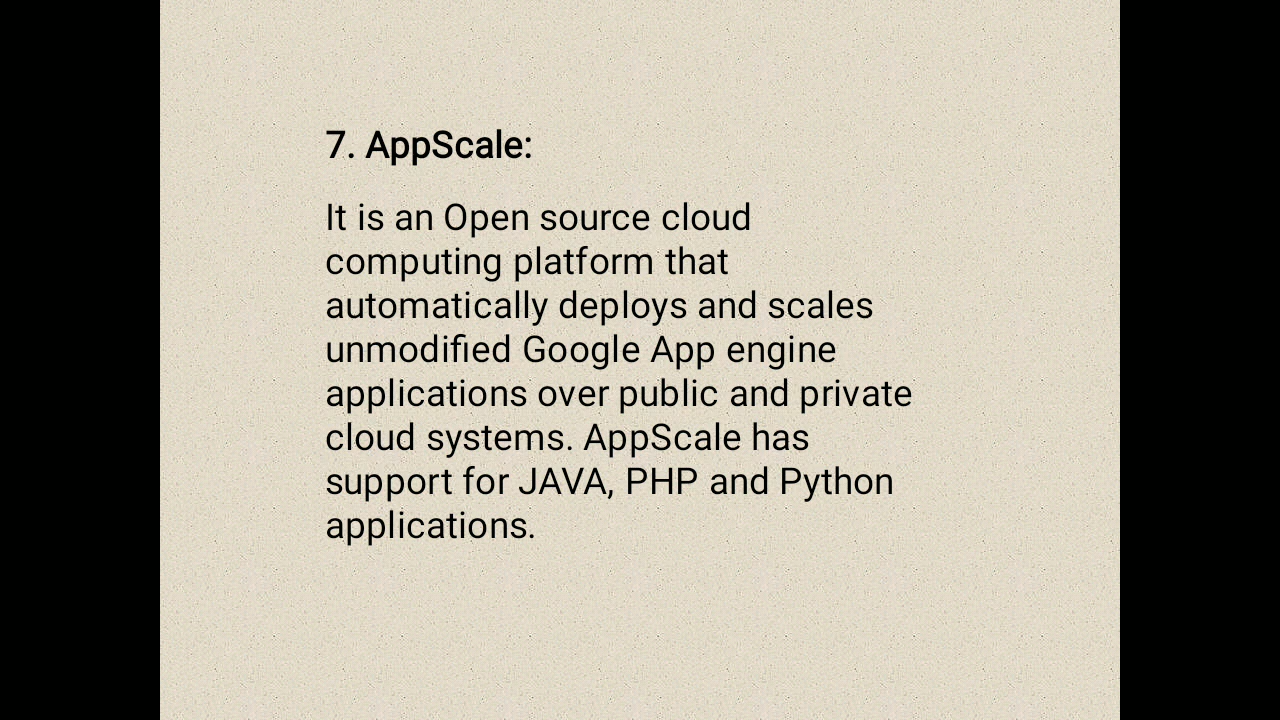 7. AppScale:
It is an Open source cloud
computing platform that
automatically deploys and scales
unmodified Google App engine
applications over public and private
cloud systems. AppScale has
support for JAVA, PHP and Python
applications.